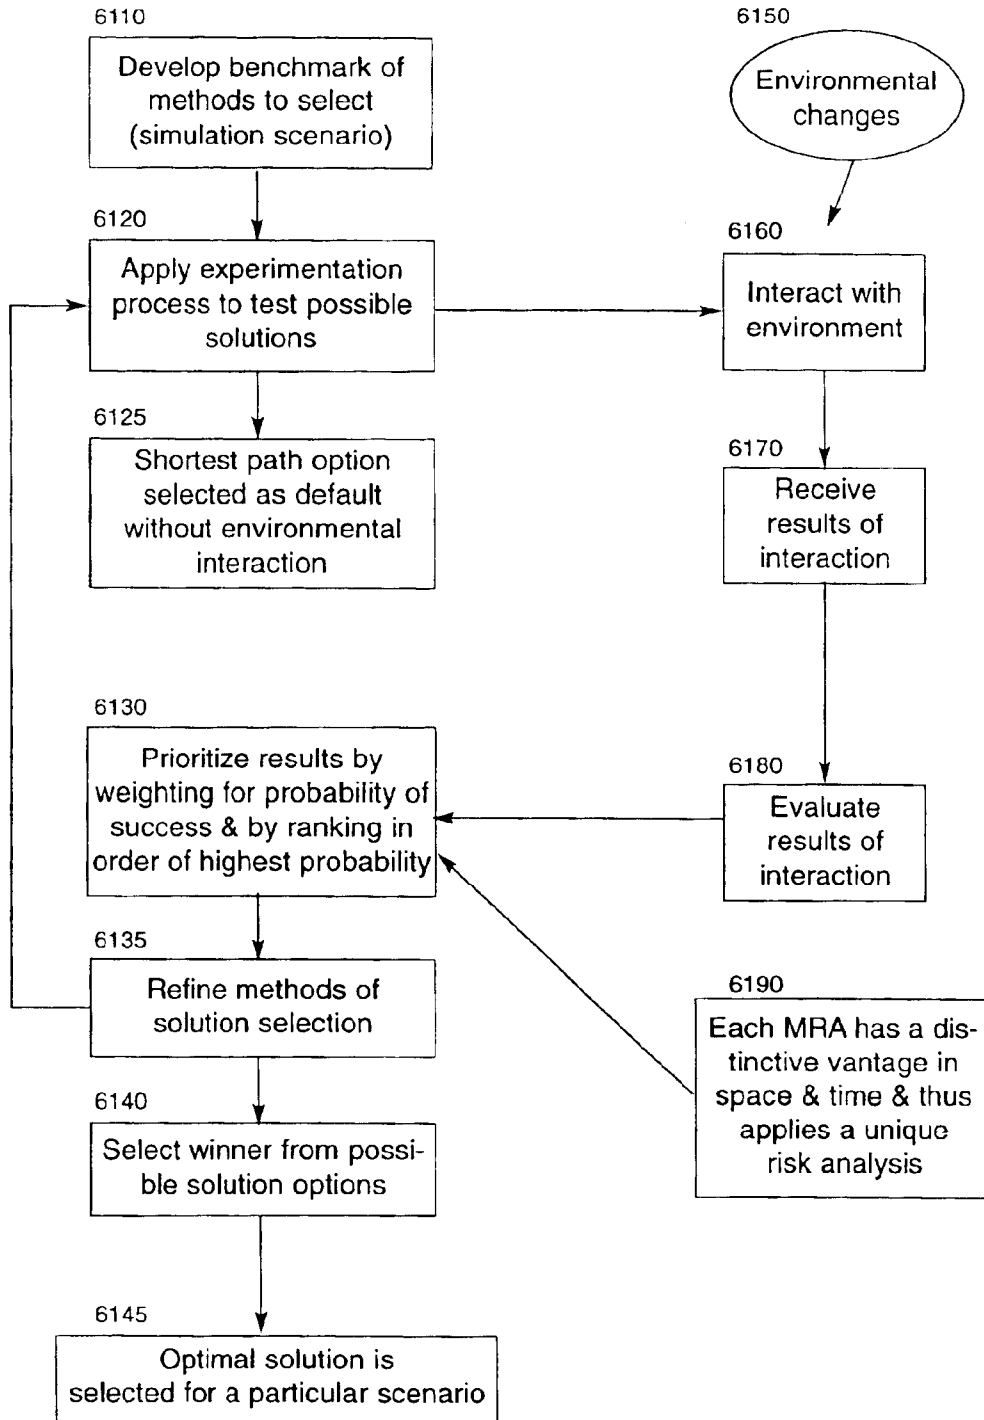 6110
Develop benchmark of
methods to select
(simulation scenario)
6150
Environmental
changes
6120
Apply experimentation
process to test possible
solutions
6160
Interact with
environment
6125
Shortest path option
selected as default
without environmental
interaction
6170
Receive
results of
interaction
6130
Prioritize results by
weighting for probability of
success & by ranking in
order of highest probability
6180
Evaluate
results of
interaction
6135
Refine methods of
solution selection
6190
Each MRA has a dis-
tinctive vantage in
space & time & thus
applies a unique
risk analysis
6140
Select winner from possi-
ble solution options
6145
Optimal solution is
selected for a particular scenario